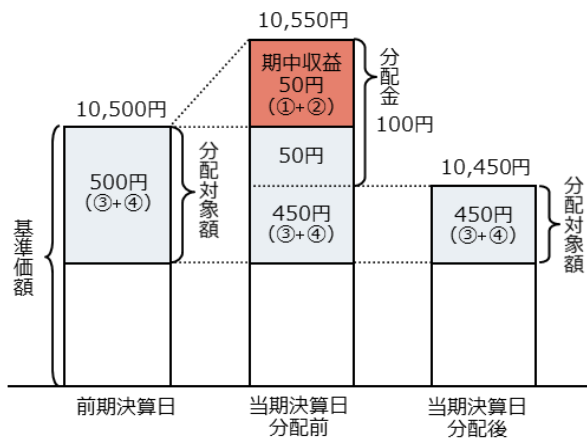 10,550円
期中収益
50円
(①+②)
分配金
100円
10,500円
500円
(③+④)
分配対象額
50円
450円
(③+④)
10,450円
450円
(③+④)
分配対象額
基準価額
前期決算日
当期決算日
分配前
当期決算日
分配後